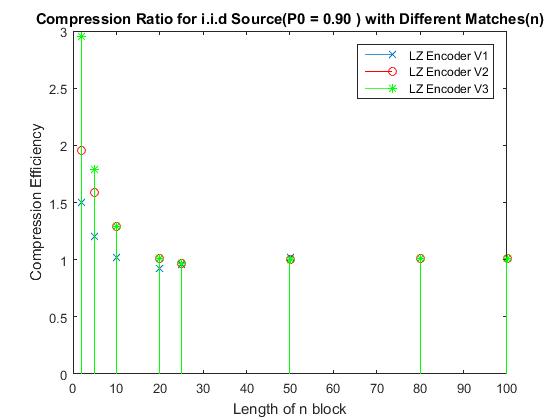 Compression Ratio for i.i.d Source(P0 = 0.90 ) with Different Matches(n)
3
2.5
2
1.5
1
0.5
0
Compression Efficiency
LZ Encoder V1
LZ Encoder V2
LZ Encoder V3
0 10 20 30 40 50 60 70 80 90 100
Length of n block